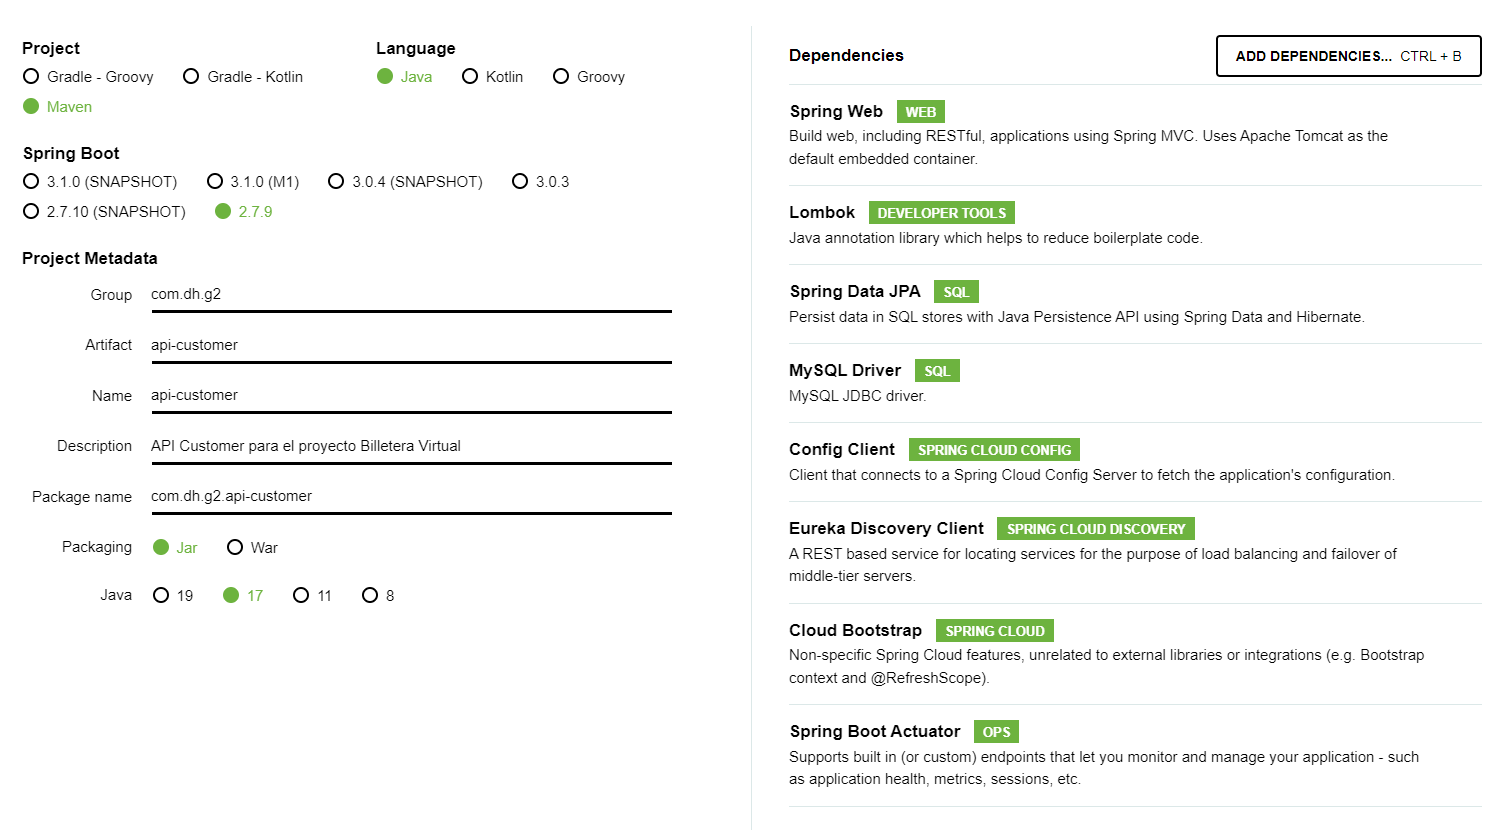 Project
Gradle - Groovy
Gradle - Kotlin
Maven
Language
Java
Kotlin
Groovy
Spring Boot
3.1.0 (SNAPSHOT)
3.1.0 (M1)
3.0.4 (SNAPSHOT)
3.0.3
2.7.10 (SNAPSHOT)
2.7.9
Project Metadata
Group com.dh.g2
Artifact api-customer
Name api-customer
Description API Customer para el proyecto Billetera Virtual
Package name com.dh.g2.api-customer
Packaging Jar War
Java 19 17 11 8
Dependencies
ADD DEPENDENCIES... CTRL + B
Spring Web WEB
Build web, including RESTful, applications using Spring MVC. Uses Apache Tomcat as the
default embedded container.
Lombok DEVELOPER TOOLS
Java annotation library which helps to reduce boilerplate code.
Spring Data JPA SQL
Persist data in SQL stores with Java Persistence API using Spring Data and Hibernate.
MySQL Driver SQL
MySQL JDBC driver.
Config Client SPRING CLOUD CONFIG
Client that connects to a Spring Cloud Config Server to fetch the application's configuration.
Eureka Discovery Client SPRING CLOUD DISCOVERY
A REST based service for locating services for the purpose of load balancing and failover of
middle-tier servers.
Cloud Bootstrap SPRING CLOUD
Non-specific Spring Cloud features, unrelated to external libraries or integrations (e.g. Bootstrap
context and @RefreshScope).
Spring Boot Actuator OPS
Supports built in (or custom) endpoints that let you monitor and manage your application - such
as application health, metrics, sessions, etc.